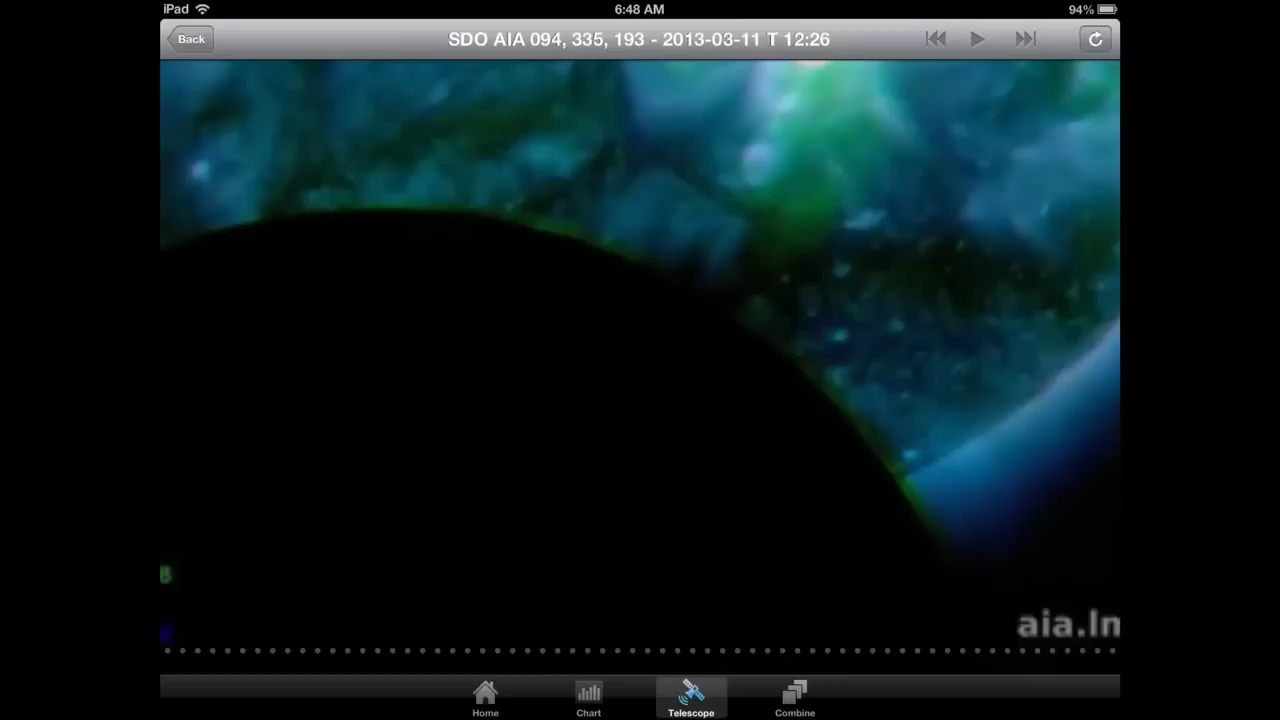 iPad
6:48 AM
94%
Back
SDO AIA 094, 335, 193 - 2013-03-11 T 12:26
aia.lm
Home
Chart
Telescope
Combine